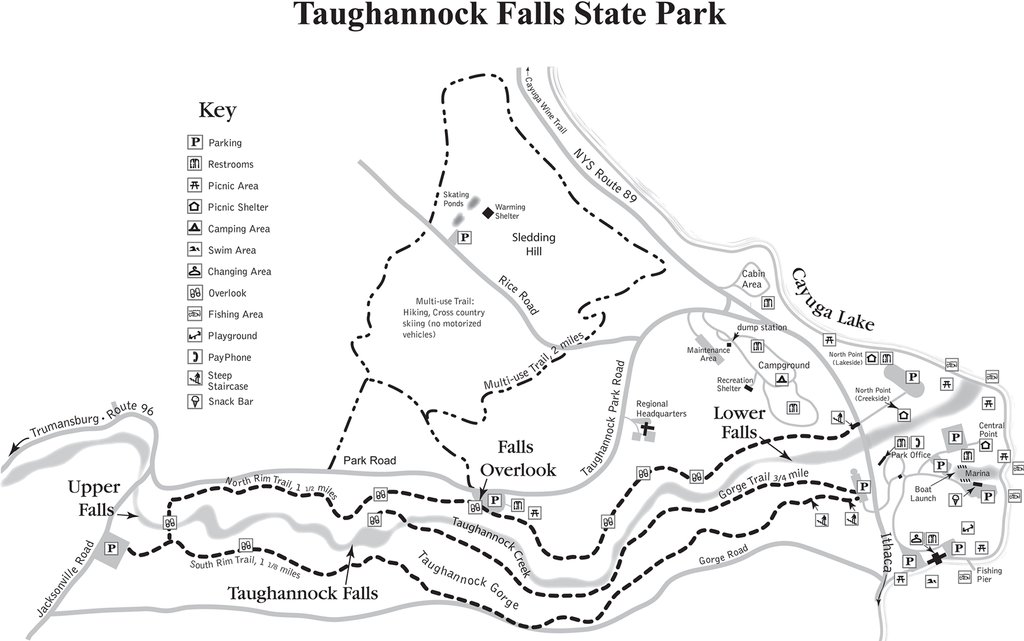 Taughannock Falls State Park
Key
P Parking
Restrooms
Picnic Area
Picnic Shelter
Camping Area
Swim Area
Changing Area
Overlook
Fishing Area
Playground
PayPhone
Steep
Staircase
Snack Bar
Cayuga Wine Trail
NYS Route 89
Skating
Ponds
Warming
Shelter
P
Sledding
Hill
Rice Road
Multi-use Trail:
Hiking, Cross country
skiing (no motorized
vehicles)
Multi-use Trail, 2 miles
Cabin
Area
Cayuga Lake
dump station
Maintenance
Area
Campground
Recreation
Shelter
North Point
(Lakeside)
P
North Point
(Creekside)
Taughannock Park Road
Regional
Headquarters
Lower
Falls
Central
Point
P
Park Office
P
Marina
Boat
Launch
P
Trumansburg • Route 96
Park Road
Falls
Overlook
P
North Rim Trail, 1 1/2 miles
Gorge Trail 3/4 mile
P
Upper
Falls
P
Jacksonville Road
South Rim Trail, 1 1/8 miles
Taughannock Falls
Taughannock Creek
Taughannock Gorge
Gorge Road
Ithaca
P
P
Fishing
Pier